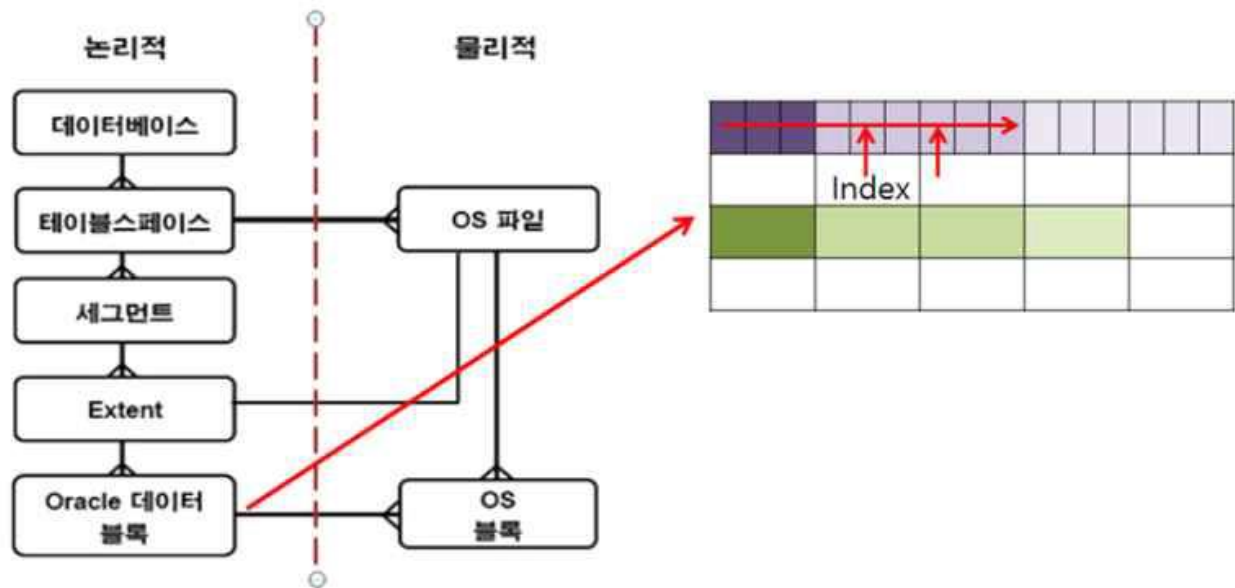 논리적
물리적
데이터베이스
테이블스페이스
OS 파일
세그먼트
Extent
Oracle 데이터
블록
OS
블록
Index